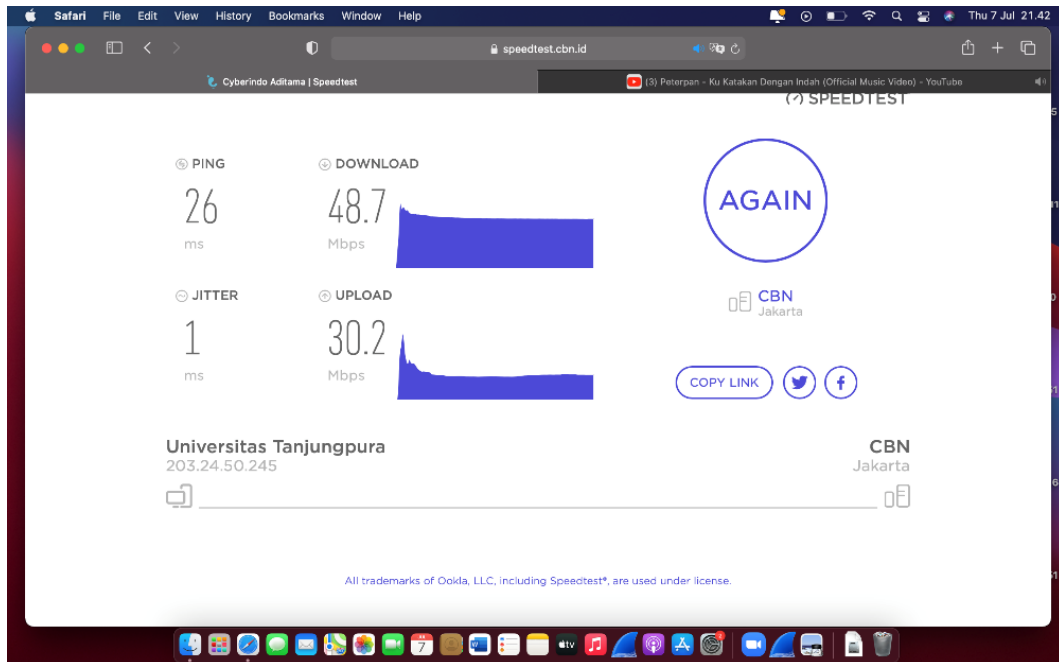 Safari File Edit View History Bookmarks Window Help Thu 7 Jul 21.42
speedtest.cbn.id
Cyberindo Aditama | Speedtest
(3) Peterpan - Ku Katakan Dengan Indah (Official Music Video) - YouTube
SPEEDTEST
PING
26
ms
DOWNLOAD
48.7
Mbps
AGAIN
JITTER
1
ms
UPLOAD
30.2
Mbps
CBN
Jakarta
COPY LINK
Universitas Tanjungpura
203.24.50.245
CBN
Jakarta
All trademarks of Ookla, LLC, including Speedtest®, are used under license.
7
tv